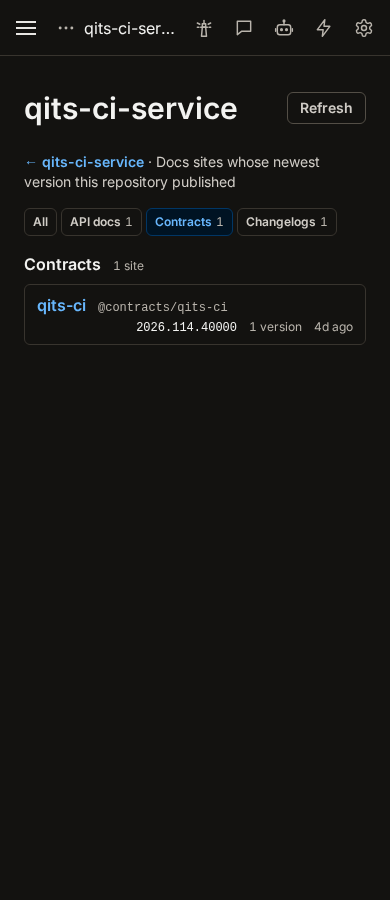 qits-ci-ser...
qits-ci-service
Refresh
← qits-ci-service · Docs sites whose newest
version this repository published
All
API docs 1
Contracts 1
Changelogs 1
Contracts 1 site
qits-ci @contracts/qits-ci
2026.114.40000 1 version 4d ago